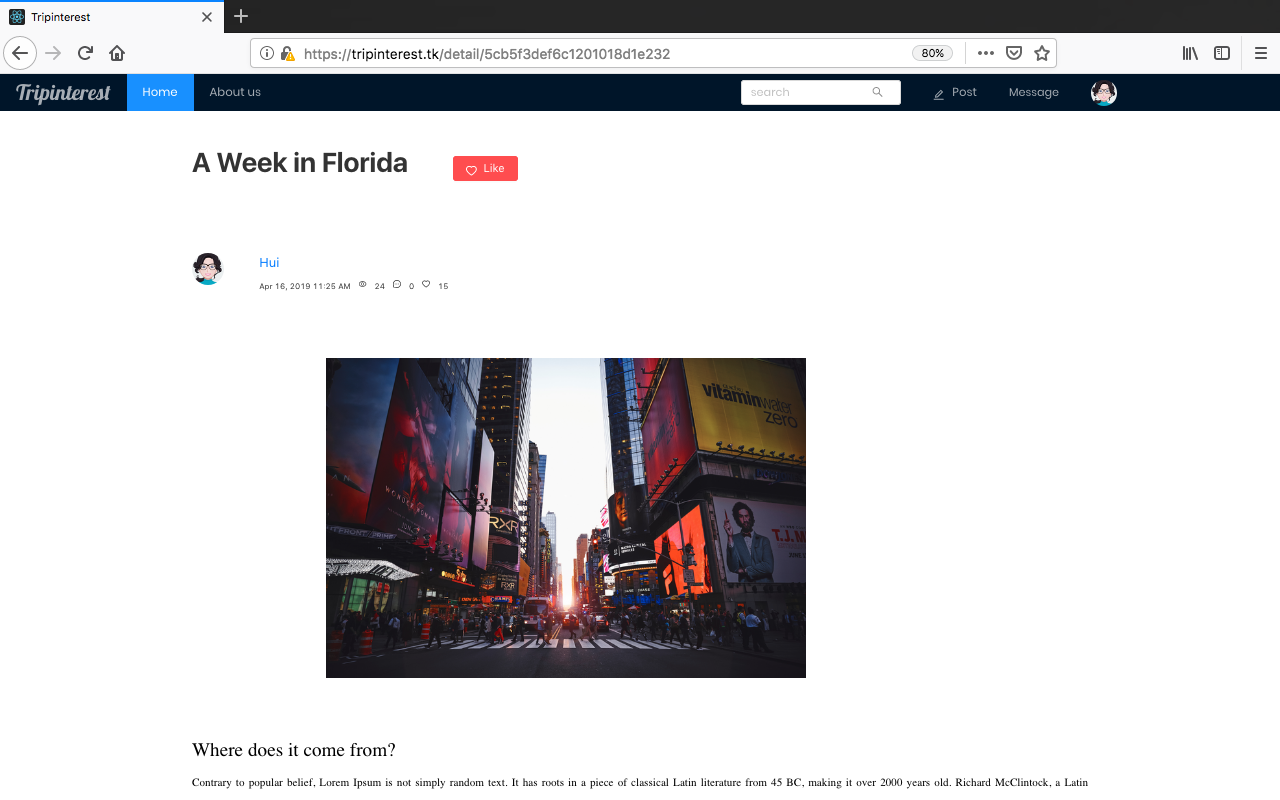 Tripinterest
https://tripinterest.tk/detail/5cb5f3def6c1201018d1e232 80%
Tripinterest Home About us search Post Message
A Week in Florida Like
Hui
Apr 16, 2019 11:25 AM 24 0 15
vitaminwater
zero
WONDER WOMAN
RXR
RXR
T.J. M
Where does it come from?
Contrary to popular belief, Lorem Ipsum is not simply random text. It has roots in a piece of classical Latin literature from 45 BC, making it over 2000 years old. Richard McClintock, a Latin